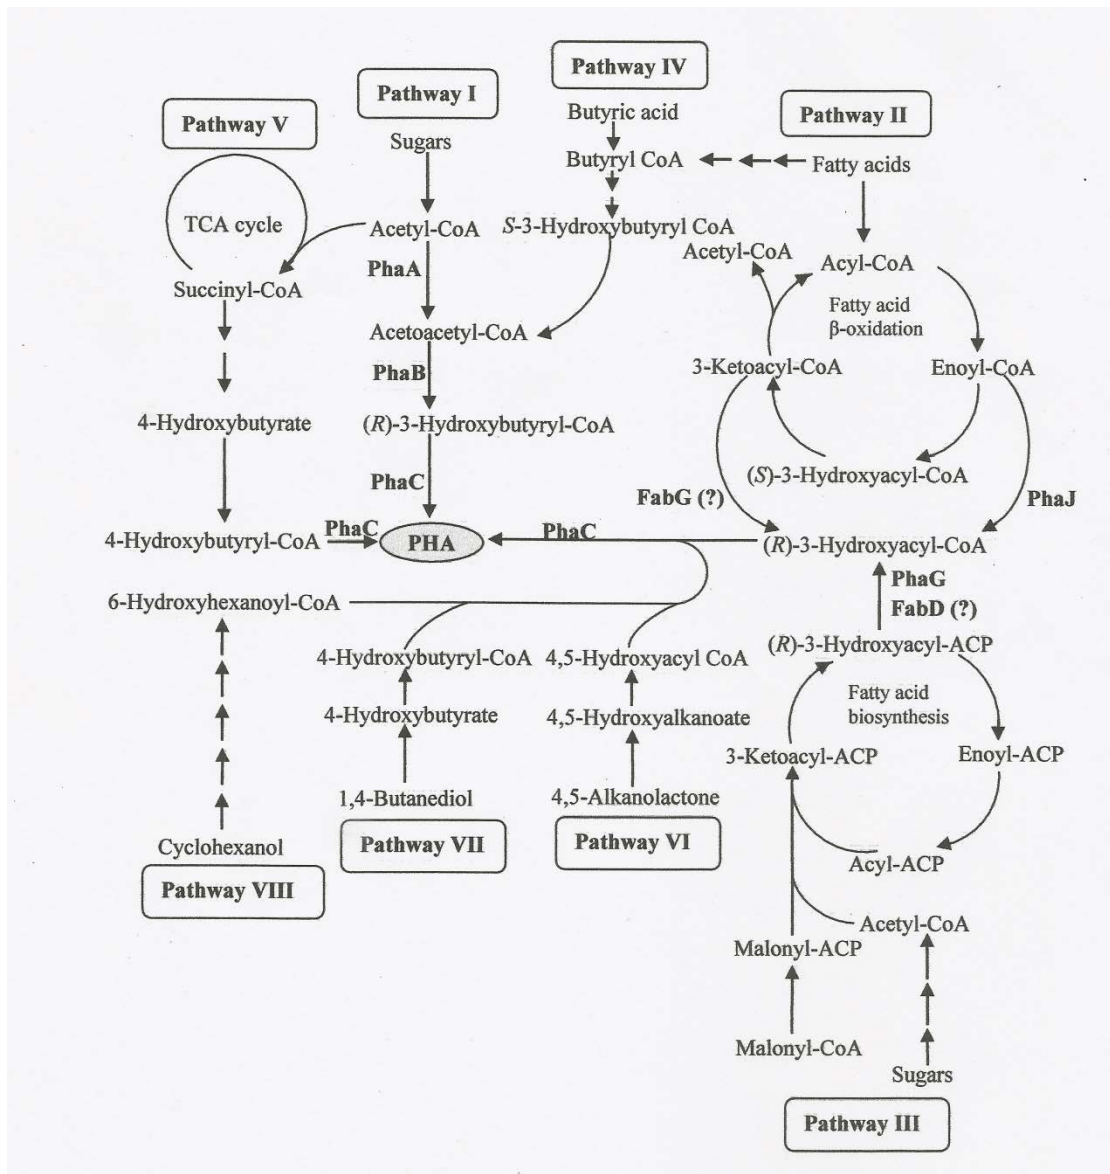 Pathway IV
Pathway I
Pathway II
Pathway V
Butyric acid
Sugars
Butyryl CoA
Fatty acids
TCA cycle
Acetyl-CoA
S-3-Hydroxybutyryl CoA
Acetyl-CoA
Acyl-CoA
PhaA
Succinyl-CoA
Fatty acid
β-oxidation
Acetoacetyl-CoA
3-Ketoacyl-CoA
Enoyl-CoA
PhaB
4-Hydroxybutyrate
(R)-3-Hydroxybutyryl-CoA
(S)-3-Hydroxyacyl-CoA
PhaC
FabG (?)
PhaJ
4-Hydroxybutyryl-CoA
PhaC
PHA
PhaC
(R)-3-Hydroxyacyl-CoA
PhaG
FabD (?)
6-Hydroxyhexanoyl-CoA
(R)-3-Hydroxyacyl-ACP
4-Hydroxybutyryl-CoA
4,5-Hydroxyacyl CoA
Fatty acid
biosynthesis
4-Hydroxybutyrate
4,5-Hydroxyalkanoate
3-Ketoacyl-ACP
Enoyl-ACP
1,4-Butanediol
4,5-Alkanolactone
Pathway VII
Pathway VI
Cyclohexanol
Pathway VIII
Acyl-ACP
Acetyl-CoA
Malonyl-ACP
Malonyl-CoA
Sugars
Pathway III